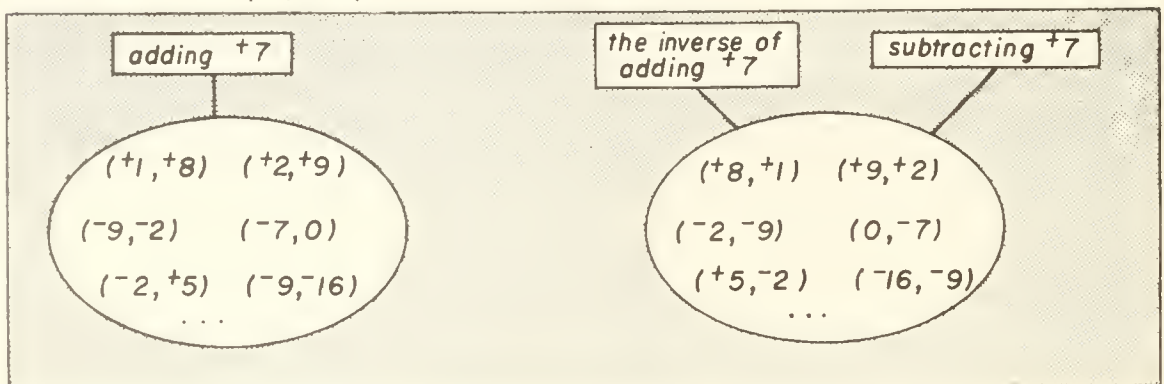 adding ⁺7
(⁺1,⁺8) (⁺2,⁺9)
(⁻9,⁻2) (⁻7,0)
(⁻2,⁺5) (⁻9,⁻16)
...
the inverse of
adding ⁺7
subtracting ⁺7
(⁺8,⁺1) (⁺9,⁺2)
(⁻2,⁻9) (0,⁻7)
(⁺5,⁻2) (⁻16,⁻9)
...